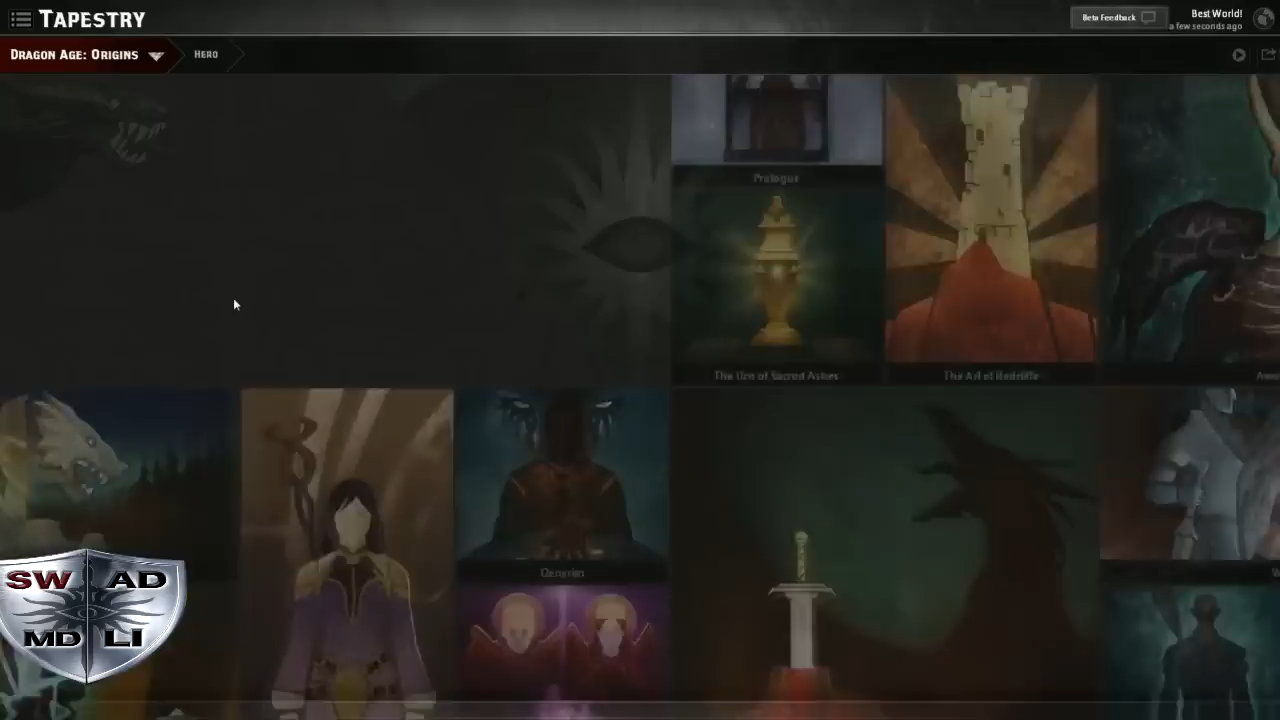 TAPESTRY
Beta Feedback
Best World!
a few seconds ago
DRAGON AGE: ORIGINS
HERO
Prologue
The Urn of Sacred Ashes
The Arl of Redcliffe
Denerim
SW AD
MD LI